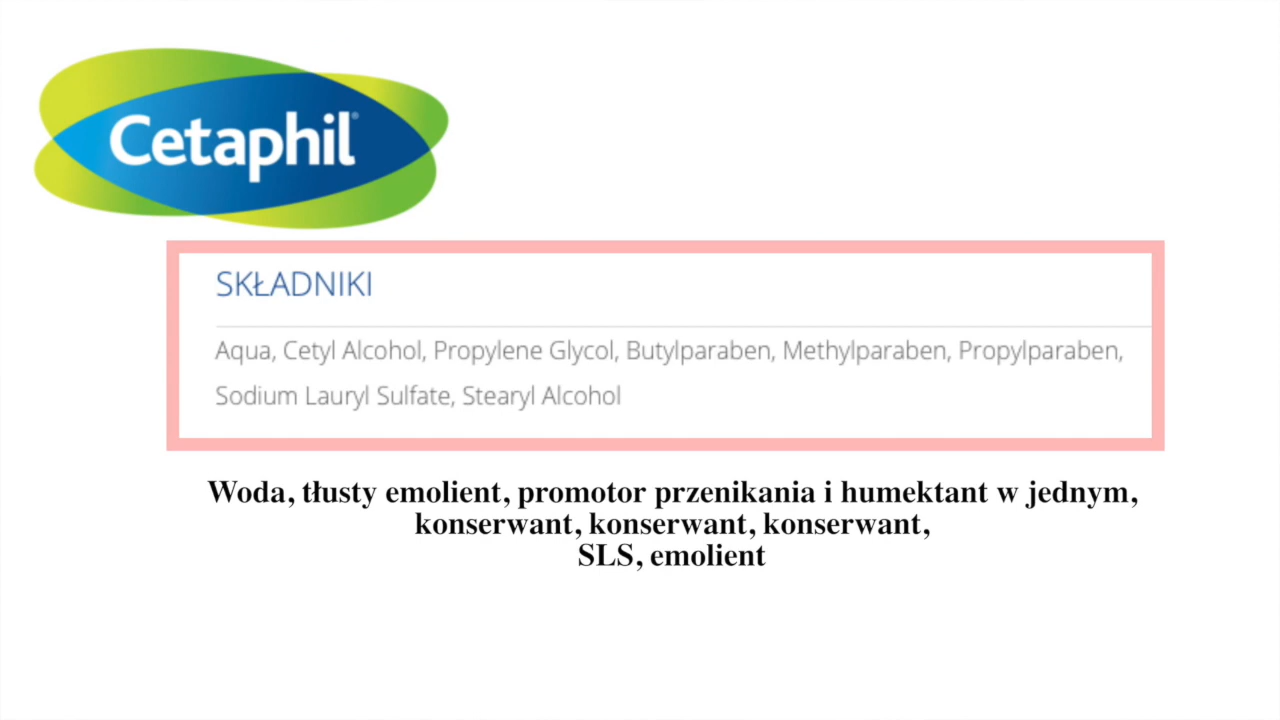 Cetaphil®
SKŁADNIKI
Aqua, Cetyl Alcohol, Propylene Glycol, Butylparaben, Methylparaben, Propylparaben,
Sodium Lauryl Sulfate, Stearyl Alcohol
Woda, tłusty emolient, promotor przenikania i humektant w jednym,
konserwant, konserwant, konserwant,
SLS, emolient